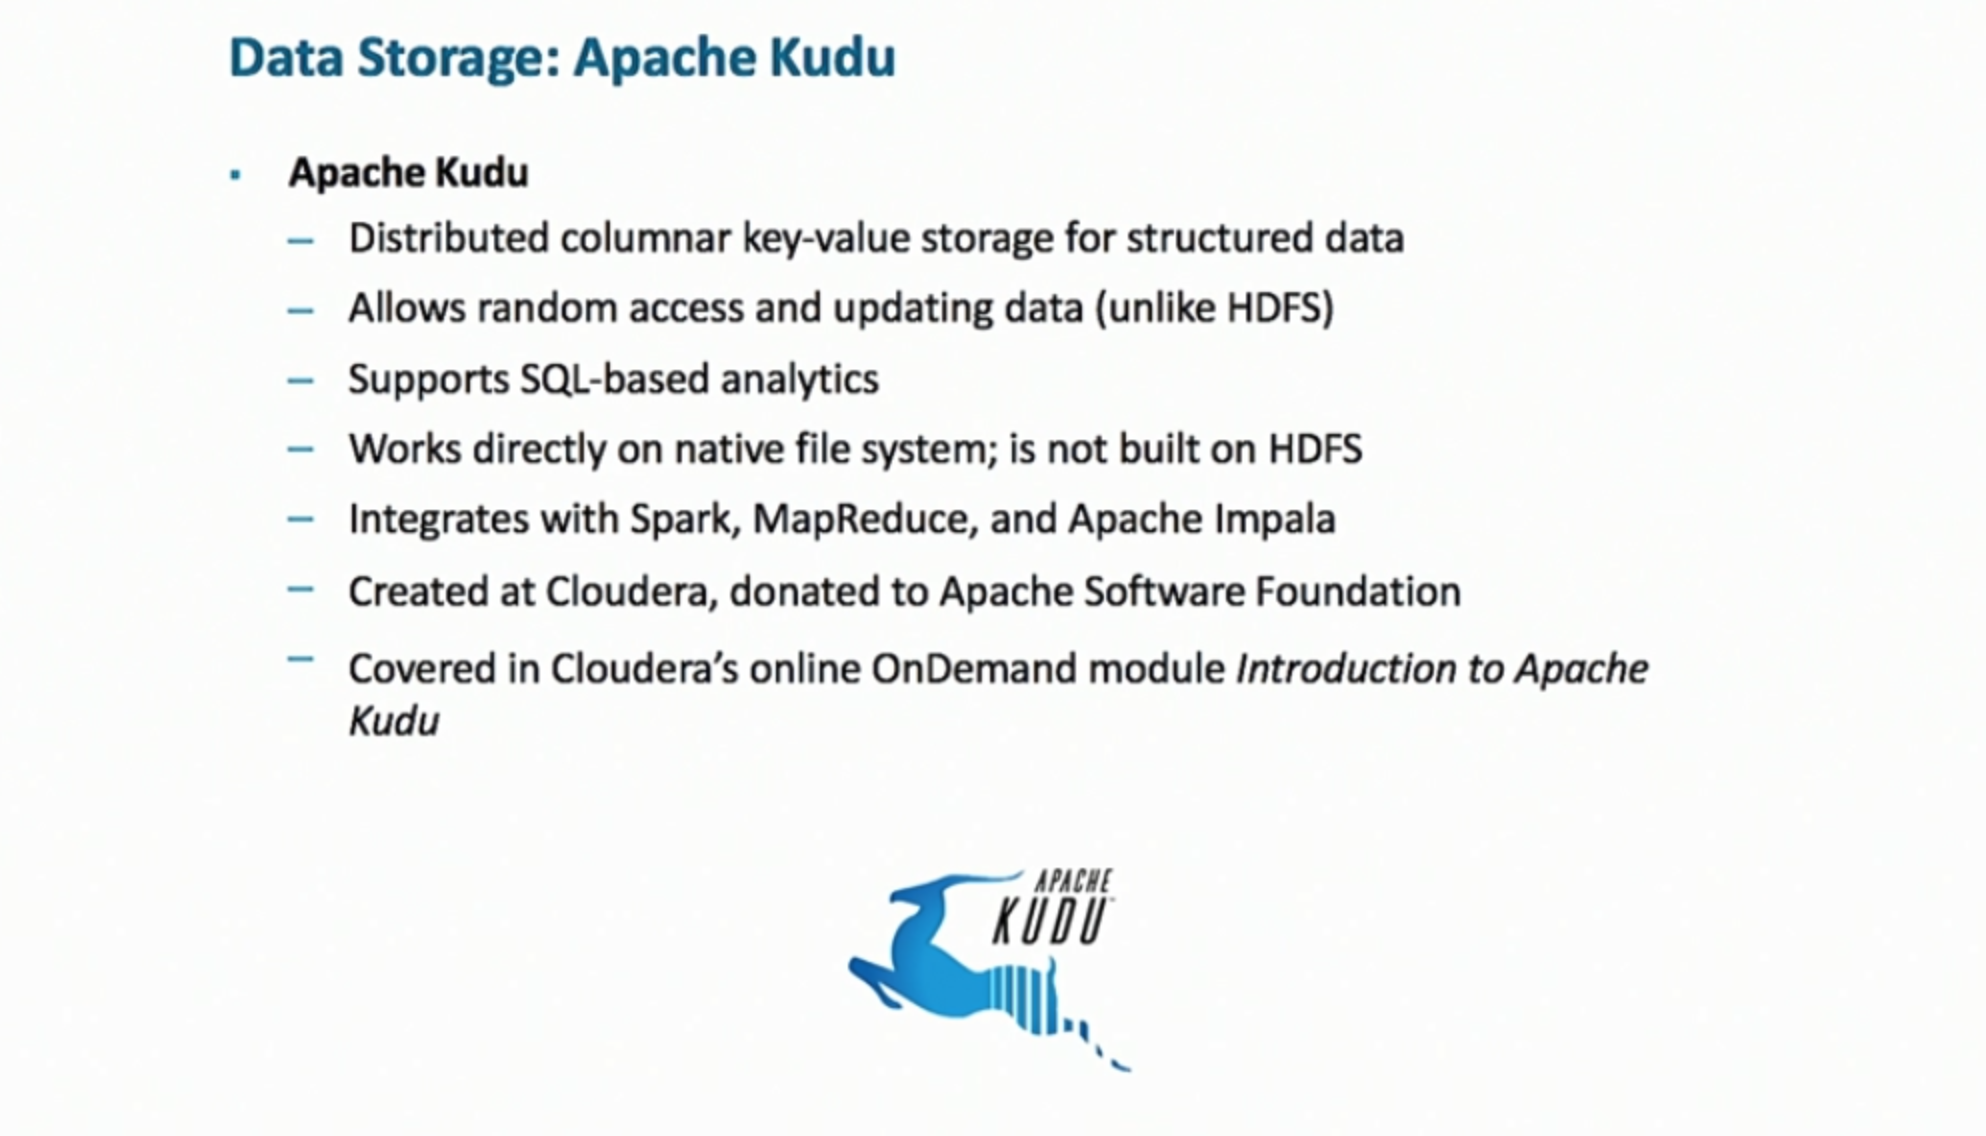 Data Storage: Apache Kudu
▪ Apache Kudu
– Distributed columnar key-value storage for structured data
– Allows random access and updating data (unlike HDFS)
– Supports SQL-based analytics
– Works directly on native file system; is not built on HDFS
– Integrates with Spark, MapReduce, and Apache Impala
– Created at Cloudera, donated to Apache Software Foundation
– Covered in Cloudera’s online OnDemand module Introduction to Apache
Kudu
APACHE
KUDU